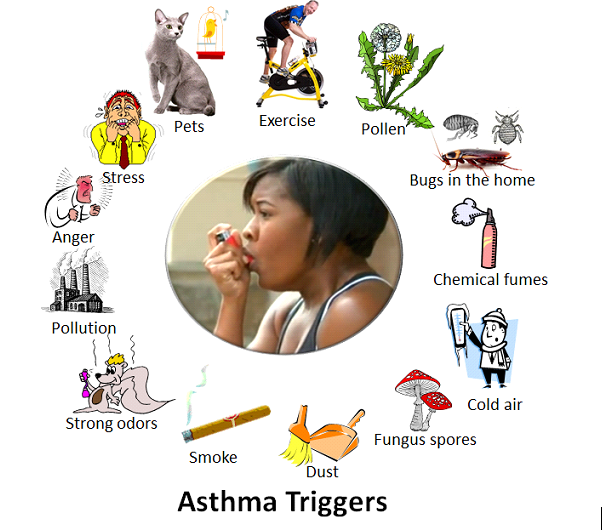 Pets
Exercise
Pollen
Bugs in the home
Chemical fumes
Cold air
Fungus spores
Dust
Smoke
Strong odors
Pollution
Anger
Stress
Asthma Triggers